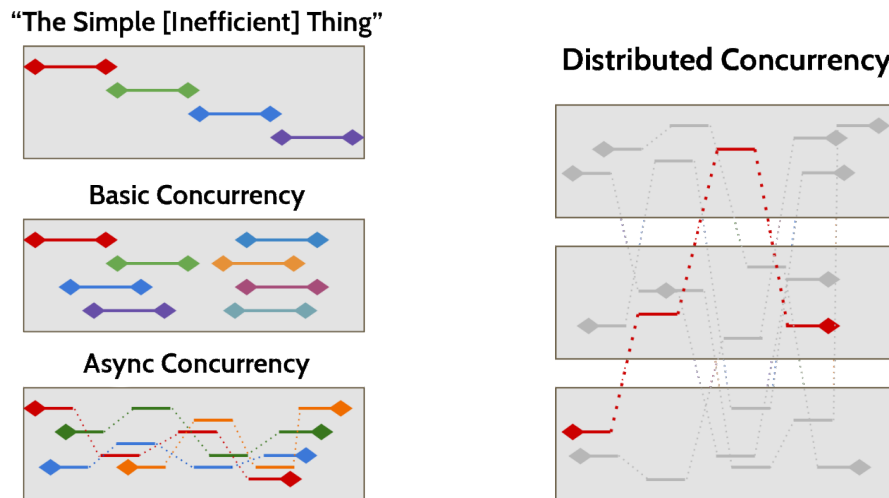 “The Simple [Inefficient] Thing”
Basic Concurrency
Async Concurrency
Distributed Concurrency